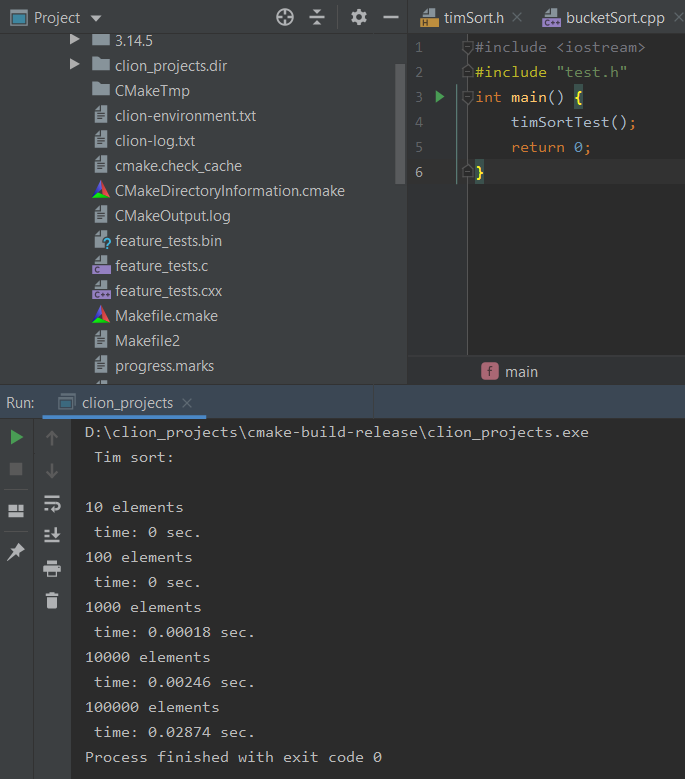 Project
3.14.5
clion_projects.dir
CMakeTmp
clion-environment.txt
clion-log.txt
cmake.check_cache
CMakeDirectoryInformation.cmake
CMakeOutput.log
feature_tests.bin
feature_tests.c
feature_tests.cxx
Makefile.cmake
Makefile2
progress.marks
timSort.h
bucketSort.cpp
1 #include <iostream>
2 #include "test.h"
3 int main() {
4 timSortTest();
5 return 0;
6 }
f main
Run: clion_projects
D:\clion_projects\cmake-build-release\clion_projects.exe
Tim sort:
10 elements
time: 0 sec.
100 elements
time: 0 sec.
1000 elements
time: 0.00018 sec.
10000 elements
time: 0.00246 sec.
100000 elements
time: 0.02874 sec.
Process finished with exit code 0